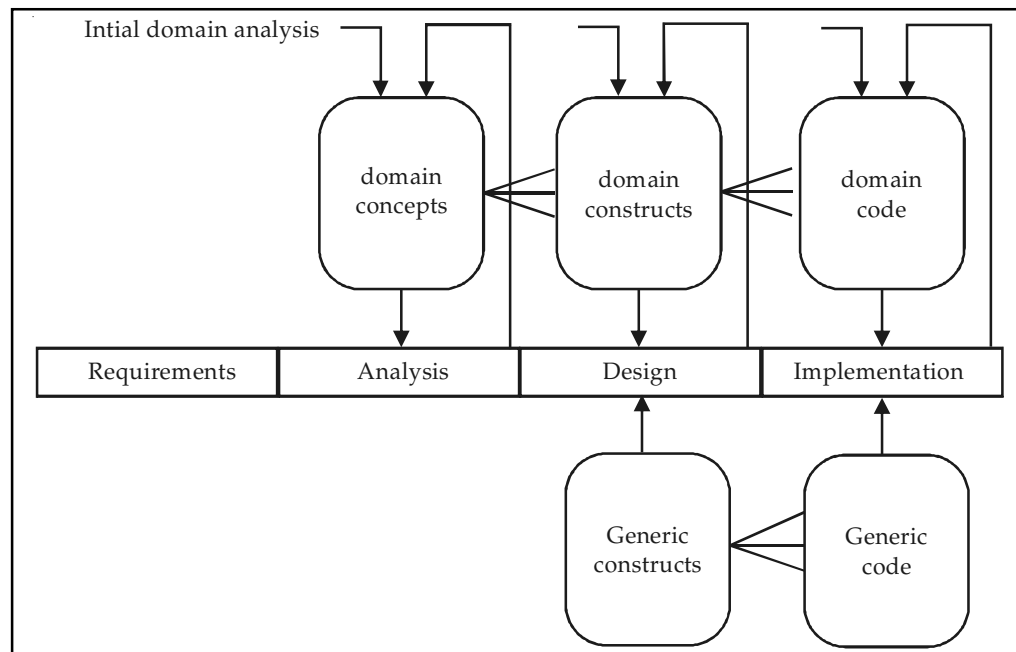 Intial domain analysis
domain
concepts
domain
constructs
domain
code
Requirements
Analysis
Design
Implementation
Generic
constructs
Generic
code